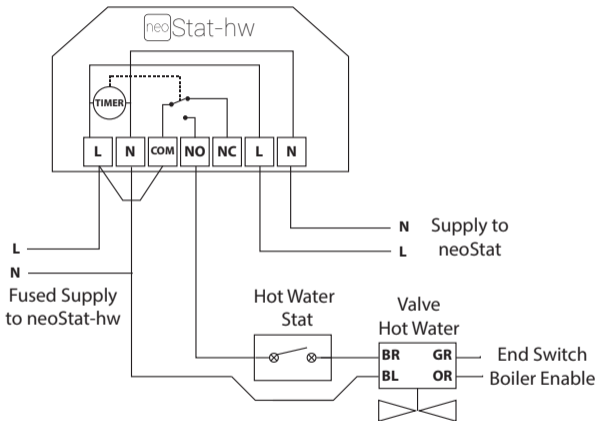 neoStat-hw
TIMER
L N COM NO NC L N
N Supply to
L neoStat
L
N
Fused Supply
to neoStat-hw
Hot Water
Stat
Valve
Hot Water
BR GR End Switch
BL OR Boiler Enable